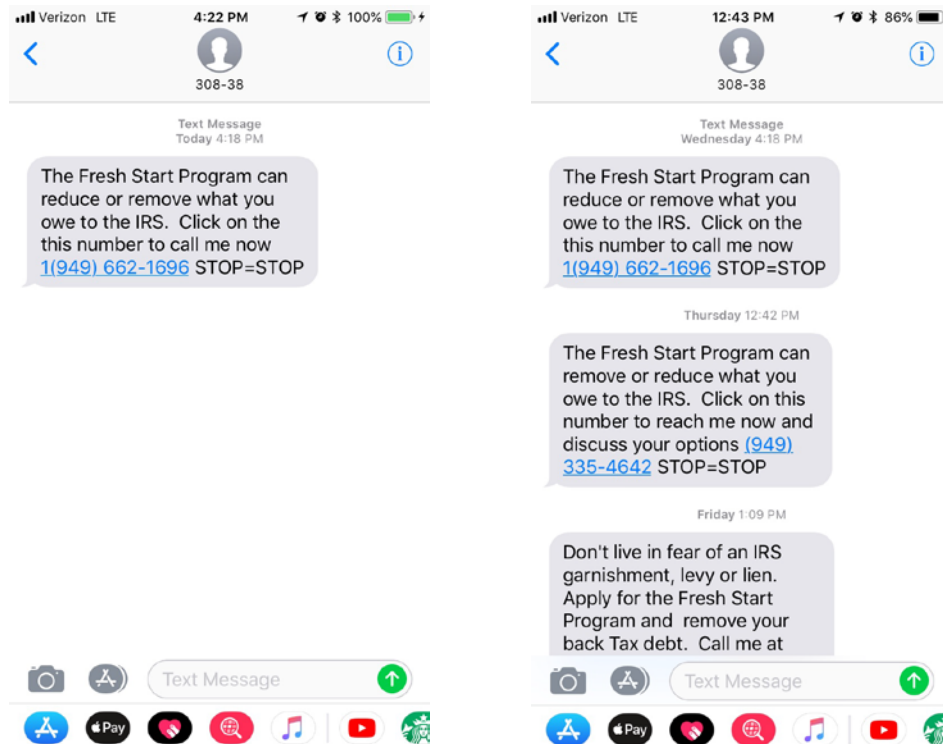 Verizon LTE 4:22 PM 100%
308-38
Text Message
Today 4:18 PM
The Fresh Start Program can
reduce or remove what you
owe to the IRS.  Click on the
this number to call me now
1(949) 662-1696 STOP=STOP
Text Message
Pay
Verizon LTE 12:43 PM 86%
308-38
Text Message
Wednesday 4:18 PM
The Fresh Start Program can
reduce or remove what you
owe to the IRS.  Click on the
this number to call me now
1(949) 662-1696 STOP=STOP
Thursday 12:42 PM
The Fresh Start Program can
remove or reduce what you
owe to the IRS.  Click on this
number to reach me now and
discuss your options (949)
335-4642 STOP=STOP
Friday 1:09 PM
Don't live in fear of an IRS
garnishment, levy or lien.
Apply for the Fresh Start
Program and  remove your
back Tax debt.  Call me at
Text Message
Pay